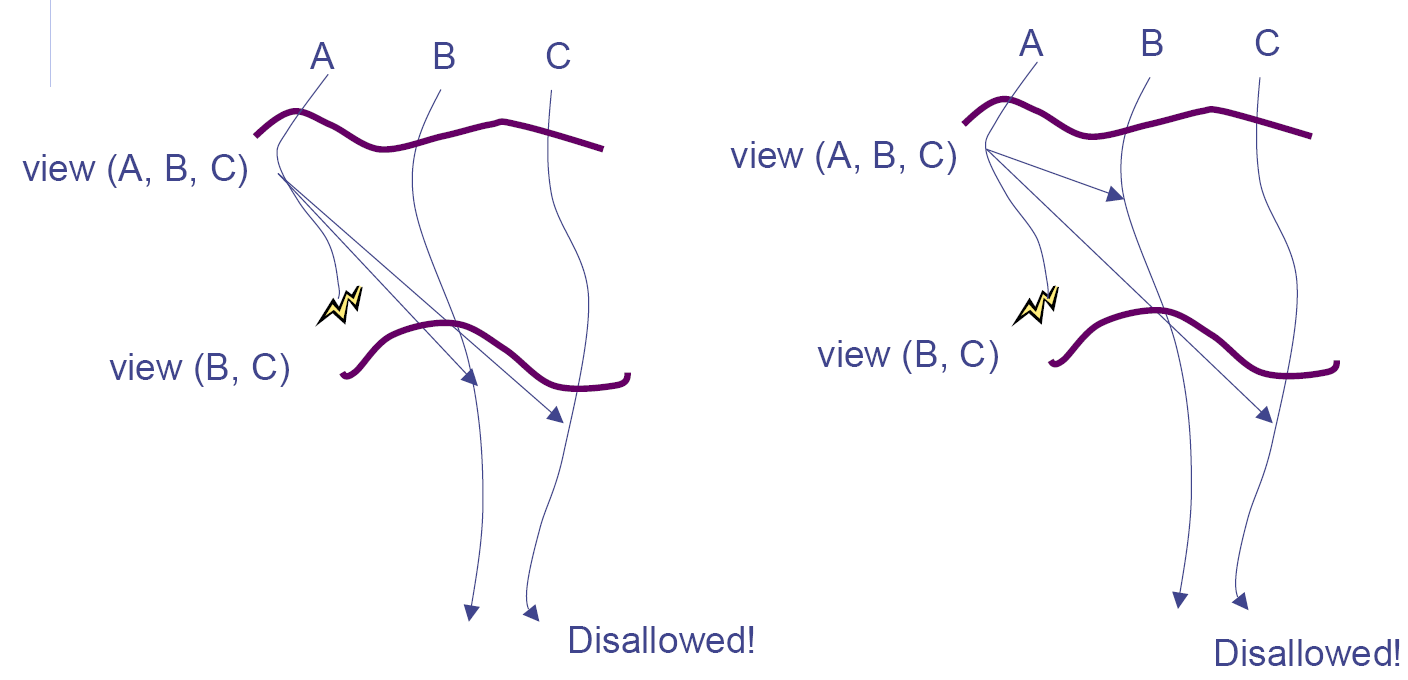 A B C
view (A, B, C)
view (B, C)
Disallowed!
A B C
view (A, B, C)
view (B, C)
Disallowed!